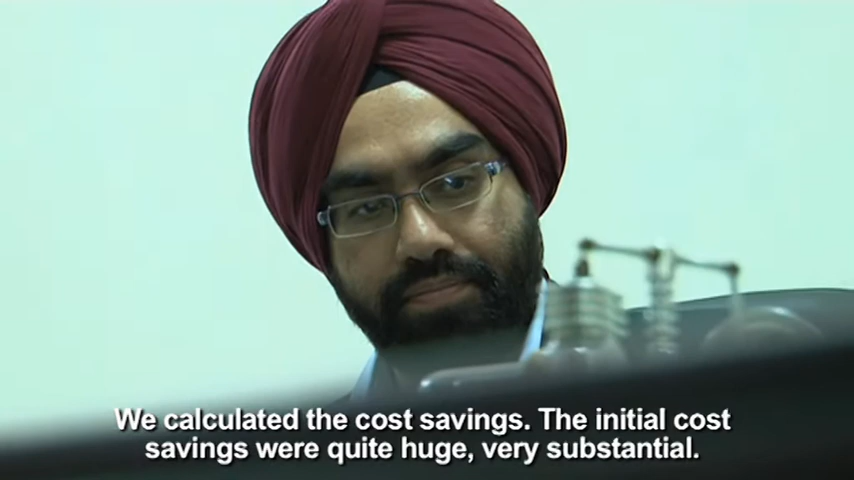 We calculated the cost savings. The initial cost
savings were quite huge, very substantial.